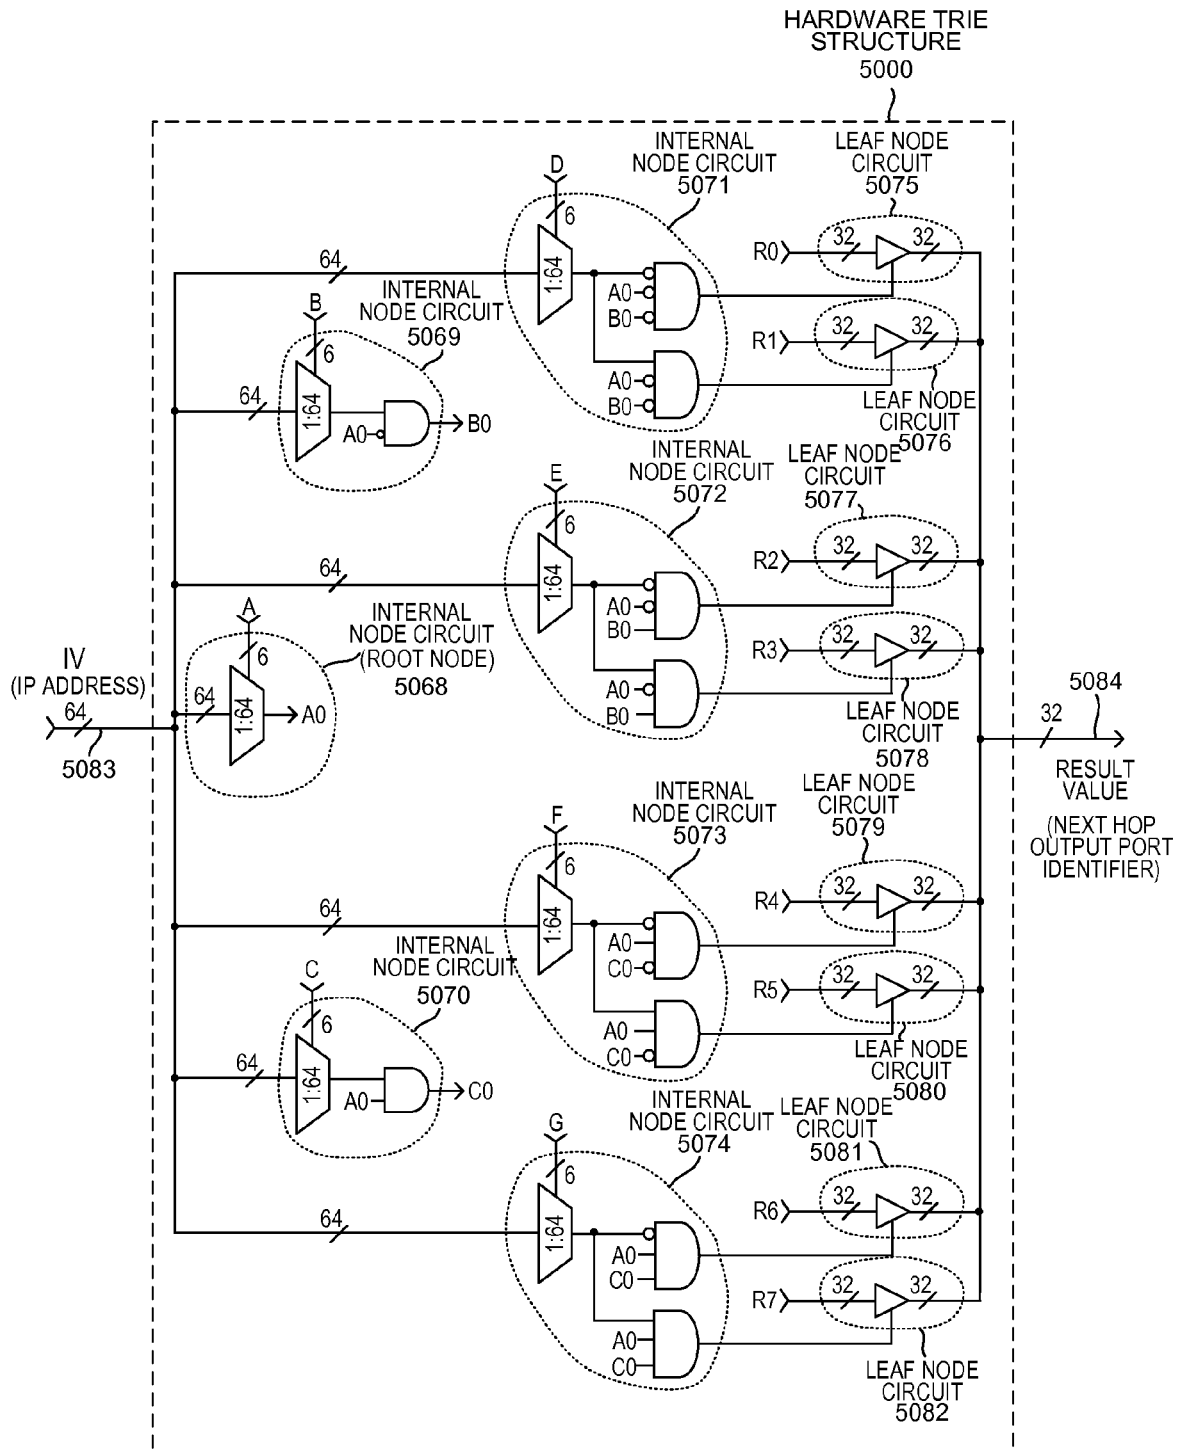 HARDWARE TRIE
STRUCTURE
5000
INTERNAL
NODE CIRCUIT
5071
LEAF NODE
CIRCUIT
5075
D
6
1:64
64
A0
B0
A0
B0
R0
32
32
R1
32
32
LEAF NODE
CIRCUIT
5076
INTERNAL
NODE CIRCUIT
5069
B
6
64
1:64
A0
B0
INTERNAL
NODE CIRCUIT
5072
LEAF NODE
CIRCUIT
5077
E
6
64
1:64
A0
B0
A0
B0
R2
32
32
R3
32
32
LEAF NODE
CIRCUIT
5078
INTERNAL
NODE CIRCUIT
(ROOT NODE)
5068
A
6
64
1:64
A0
IV
(IP ADDRESS)
64
5083
5084
32
RESULT
VALUE
(NEXT HOP
OUTPUT PORT
IDENTIFIER)
INTERNAL
NODE CIRCUIT
5073
LEAF NODE
CIRCUIT
5079
F
6
64
1:64
A0
C0
A0
C0
R4
32
32
R5
32
32
LEAF NODE
CIRCUIT
5080
INTERNAL
NODE CIRCUIT
5070
C
6
64
1:64
A0
C0
INTERNAL
NODE CIRCUIT
5074
LEAF NODE
CIRCUIT
5081
G
6
64
1:64
A0
C0
A0
C0
R6
32
32
R7
32
32
LEAF NODE
CIRCUIT
5082